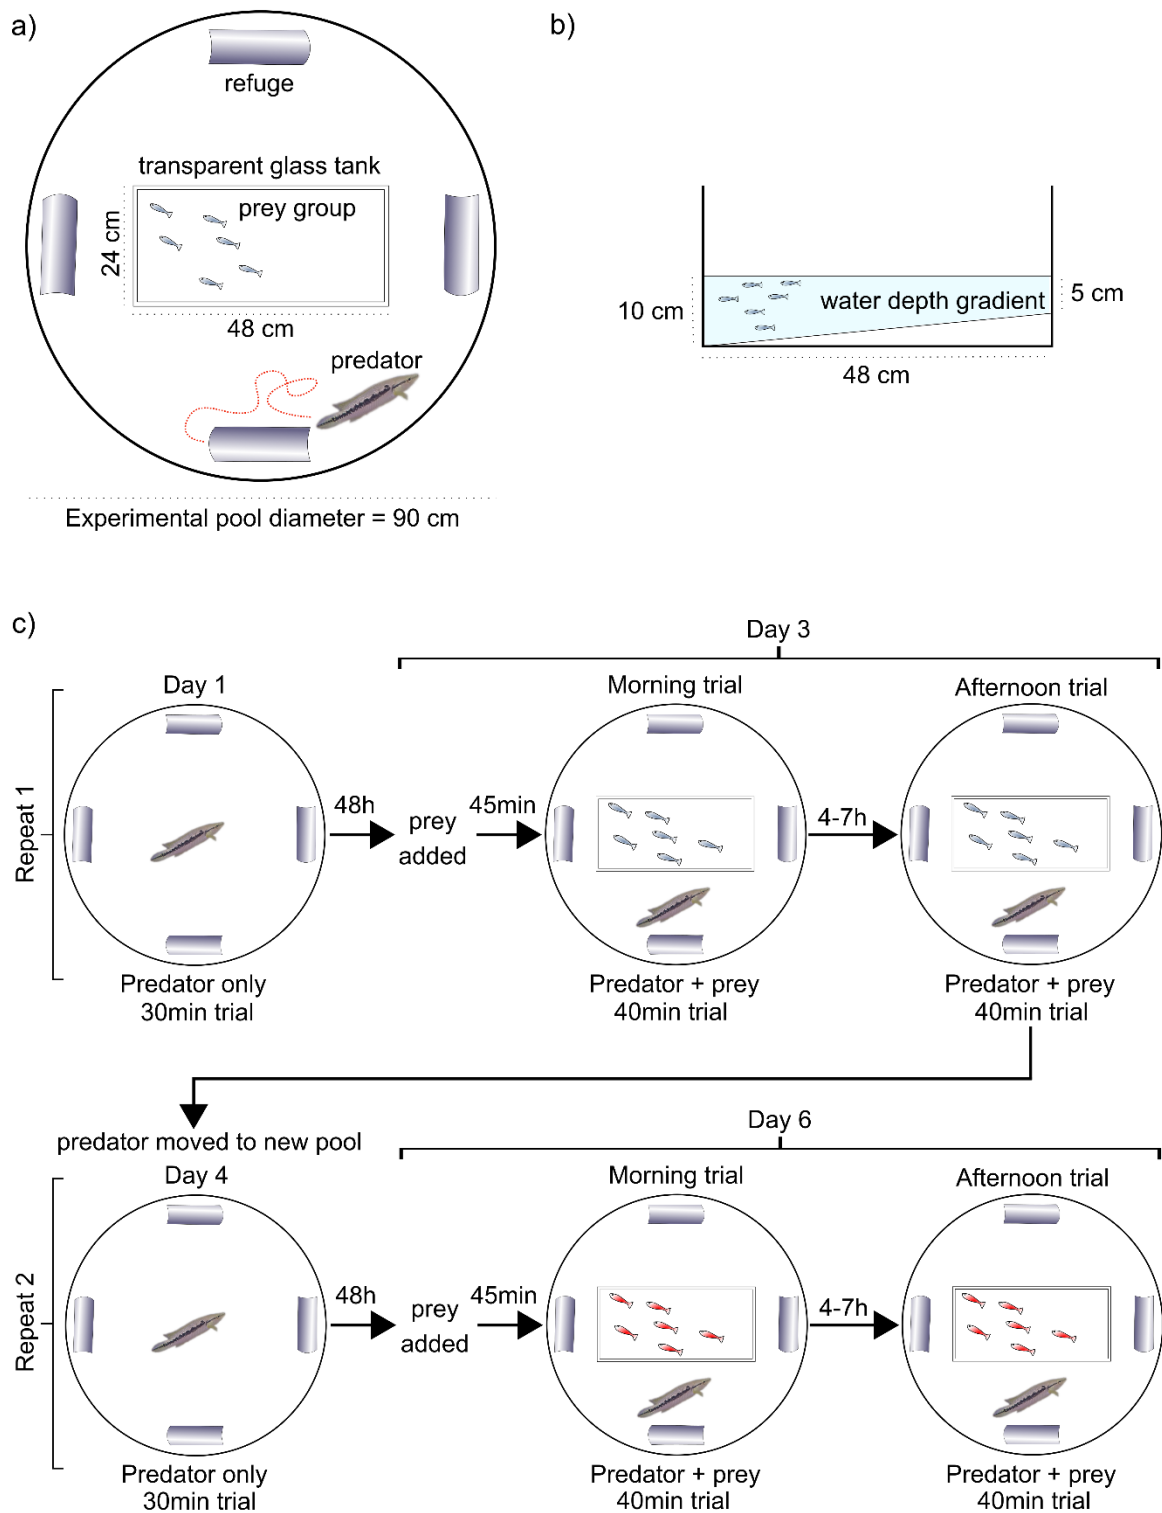 a)
refuge
transparent glass tank
prey group
24 cm
48 cm
predator
Experimental pool diameter = 90 cm
b)
10 cm
water depth gradient
5 cm
48 cm
c)
Day 3
Day 1
Morning trial
Afternoon trial
Repeat 1
48h
prey
added
45min
4-7h
Predator only
30min trial
Predator + prey
40min trial
Predator + prey
40min trial
predator moved to new pool
Day 6
Day 4
Morning trial
Afternoon trial
Repeat 2
48h
prey
added
45min
4-7h
Predator only
30min trial
Predator + prey
40min trial
Predator + prey
40min trial